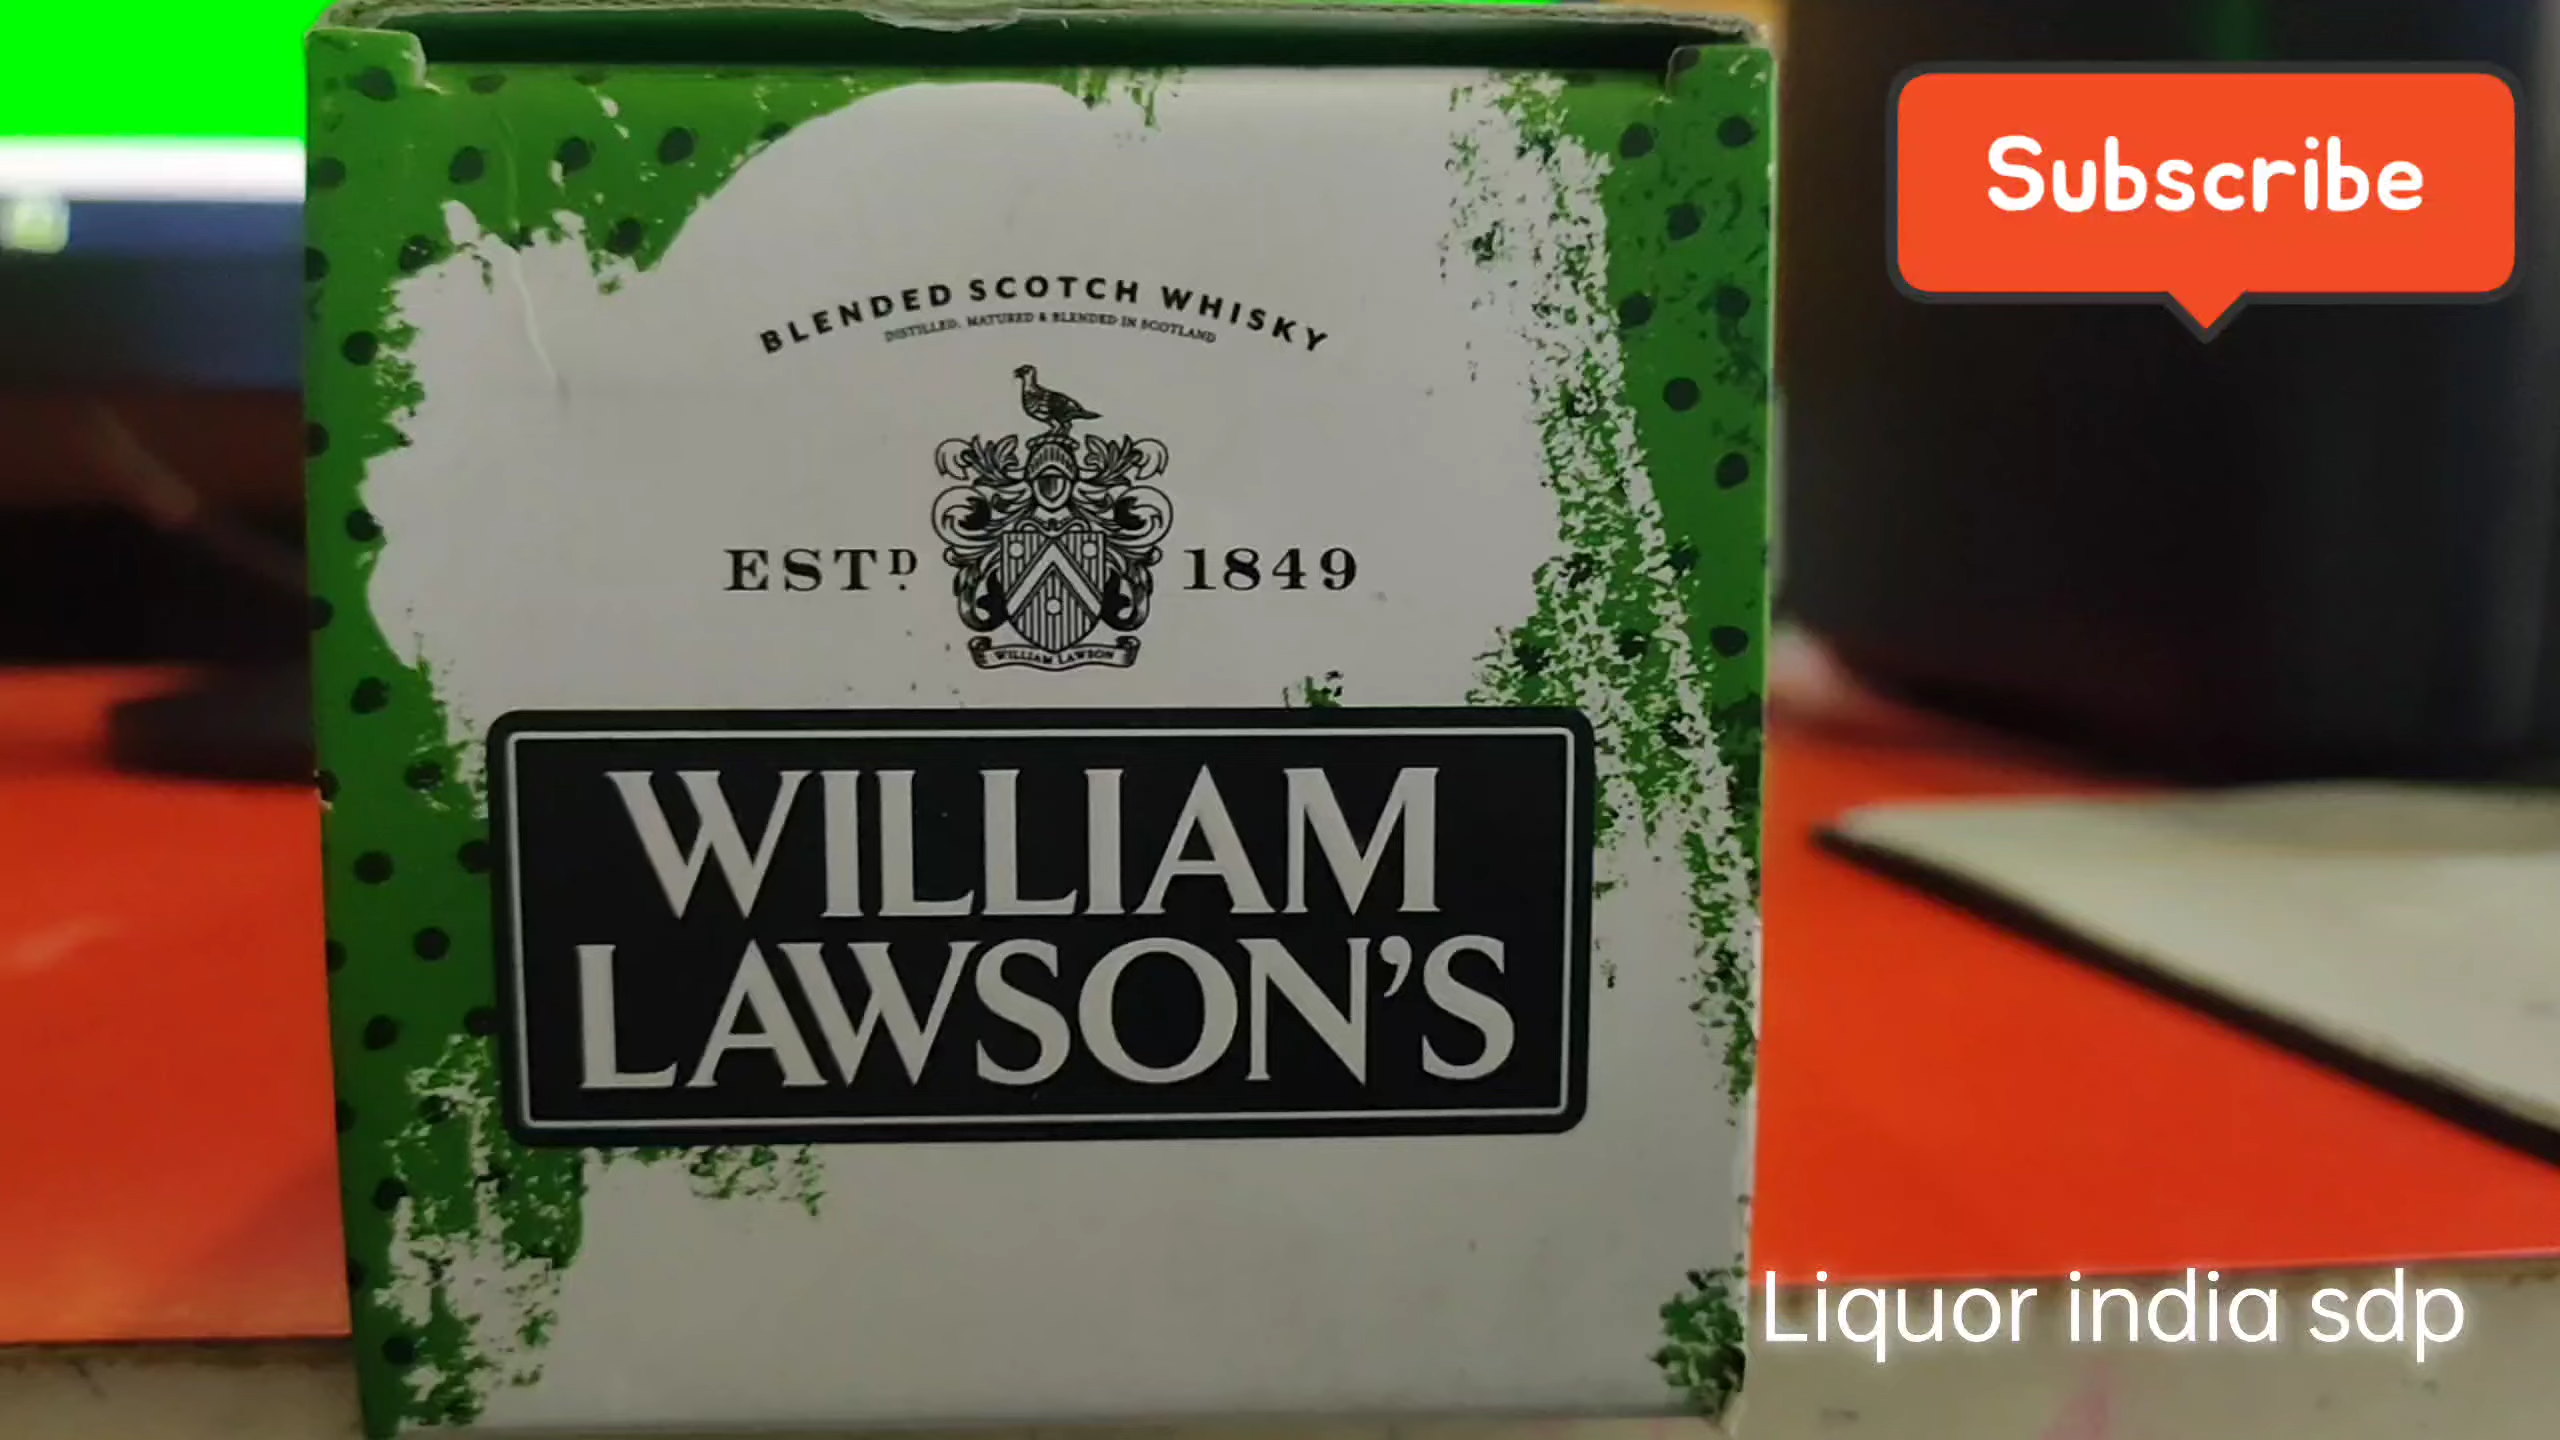 Subscribe
BLENDED SCOTCH WHISKY
DISTILLED, MATURED & BLENDED IN SCOTLAND
ESTD. 1849
WILLIAM LAWSON
WILLIAM
LAWSON'S
Liquor india sdp